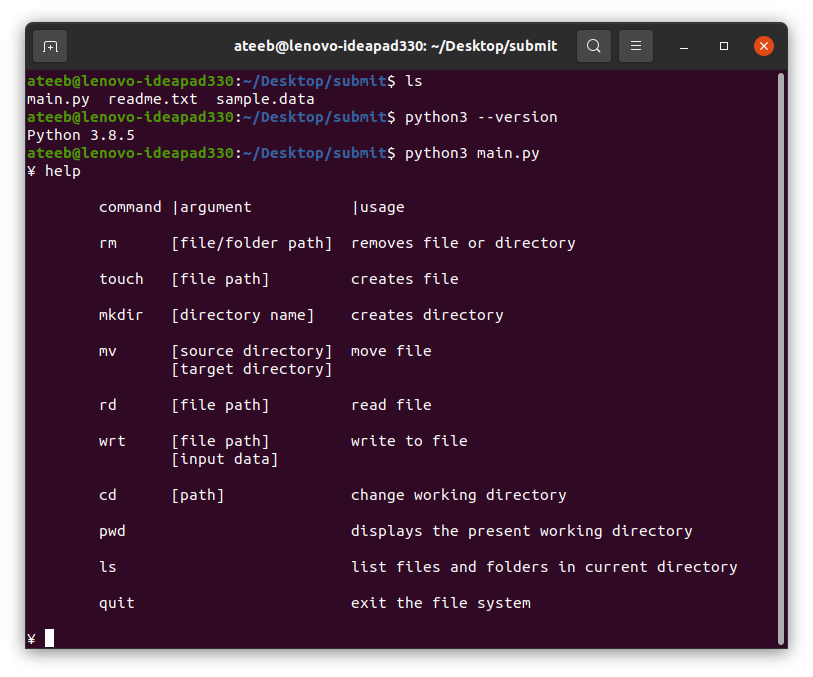 ateeb@lenovo-ideapad330: ~/Desktop/submit
ateeb@lenovo-ideapad330:~/Desktop/submit$ ls
main.py  readme.txt  sample.data
ateeb@lenovo-ideapad330:~/Desktop/submit$ python3 --version
Python 3.8.5
ateeb@lenovo-ideapad330:~/Desktop/submit$ python3 main.py
¥ help
command |argument           |usage
rm      [file/folder path]  removes file or directory
touch   [file path]         creates file
mkdir   [directory name]    creates directory
mv      [source directory]  move file
[target directory]
rd      [file path]         read file
wrt     [file path]         write to file
[input data]
cd      [path]              change working directory
pwd                         displays the present working directory
ls                          list files and folders in current directory
quit                        exit the file system
¥